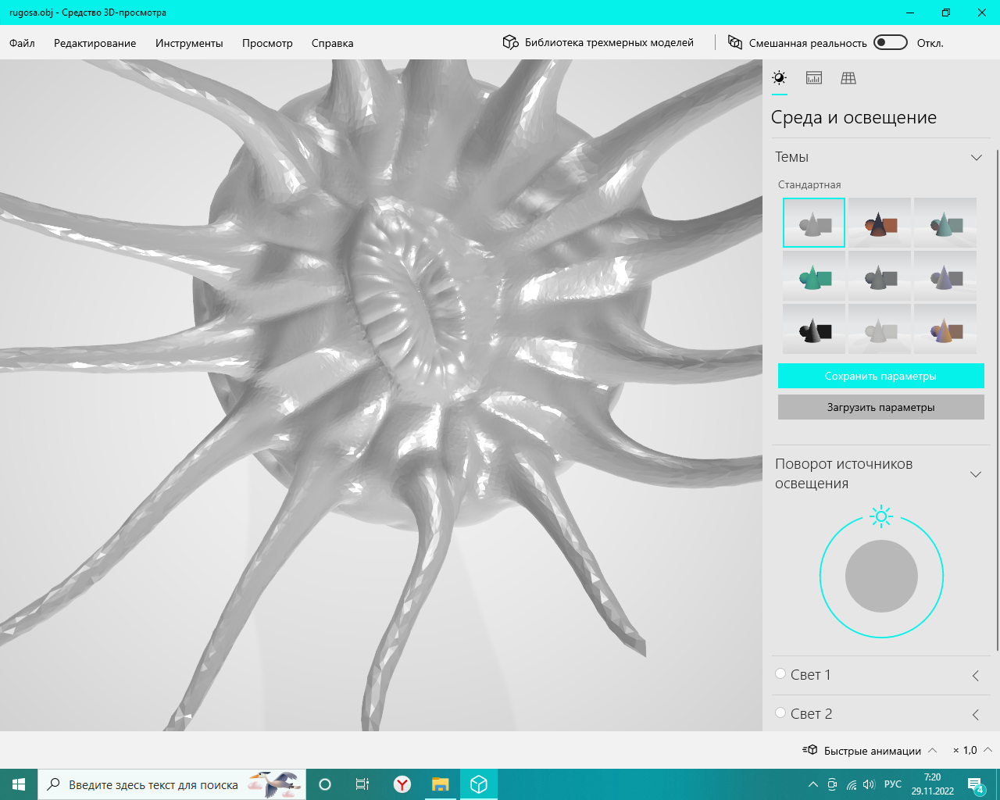 rugosa.obj - Средство 3D-просмотра
Файл Редактирование Инструменты Просмотр Справка Библиотека трехмерных моделей Смешанная реальность Откл.
Среда и освещение
Темы
Стандартная
Сохранить параметры
Загрузить параметры
Поворот источников
освещения
Свет 1
Свет 2
Быстрые анимации × 1,0
Введите здесь текст для поиска
РУС
7:20
29.11.2022
4